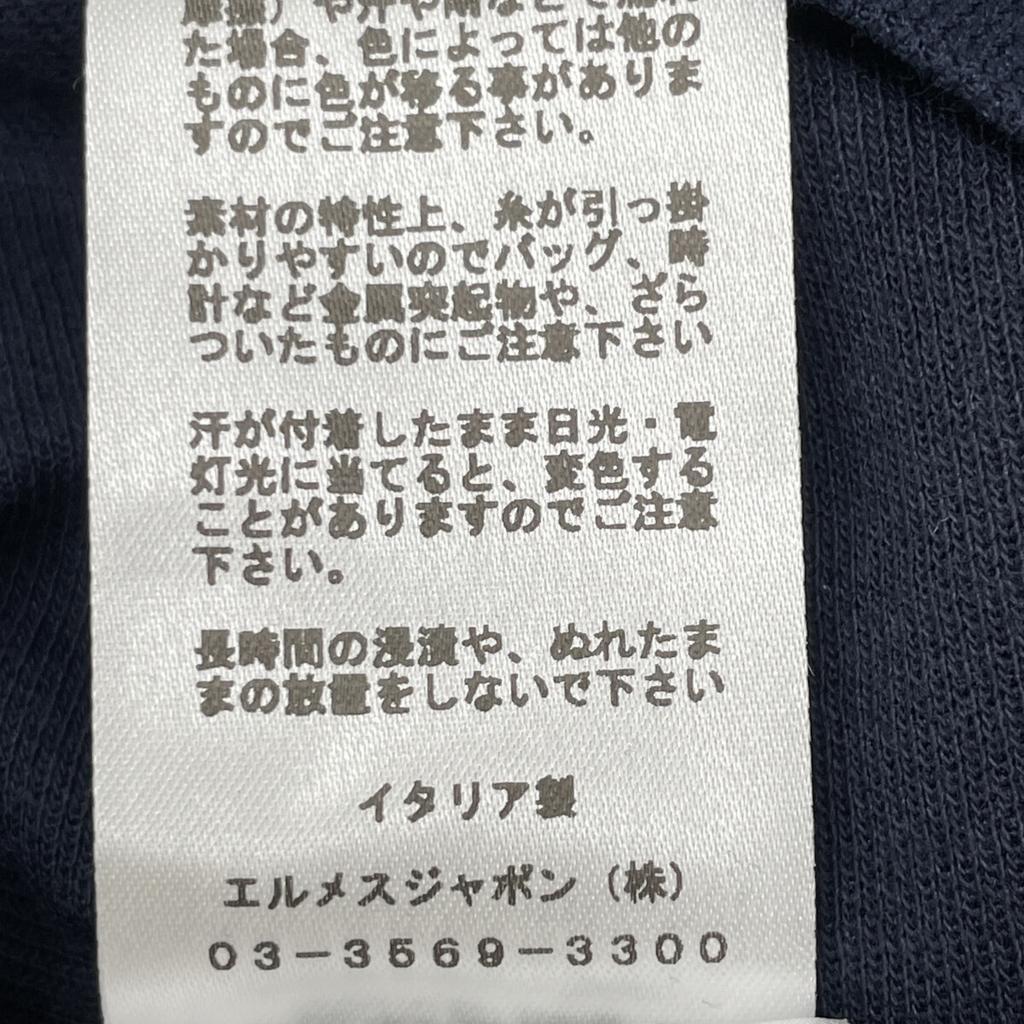 た場合、色によっては他の
ものに色が移る事がありま
すのでご注意下さい。
素材の特性上、糸が引っ掛
かりやすいのでバッグ、時
計など金属突起物や、ざら
ついたものにご注意下さい
汗が付着したまま日光・電
灯光に当てると、変色する
ことがありますのでご注意
下さい。
長時間の浸漬や、ぬれたま
まの放置をしないで下さい
イタリア製
エルメスジャポン（株）
03-3569-3300